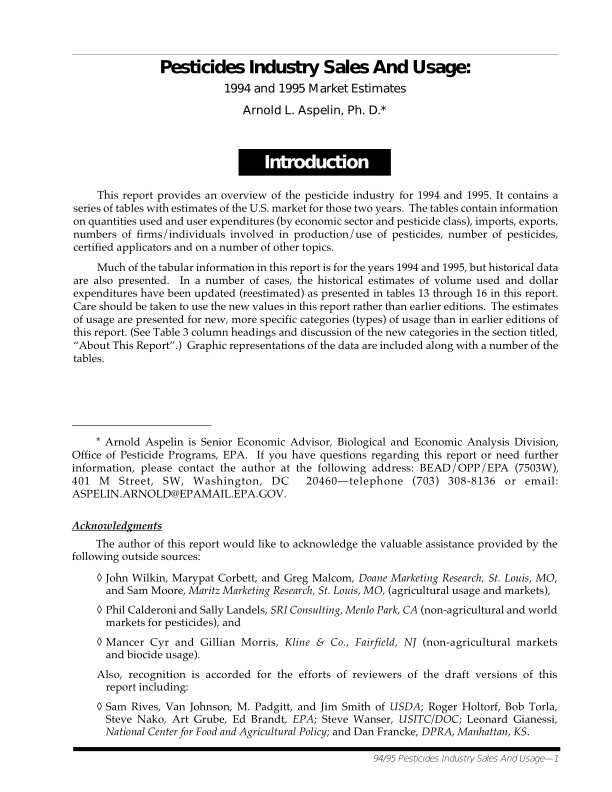 Pesticides Industry Sales And Usage:
1994 and 1995 Market Estimates
Arnold L. Aspelin, Ph. D.*
Introduction
This report provides an overview of the pesticide industry for 1994 and 1995. It contains a
series of tables with estimates of the U.S. market for those two years. The tables contain information
on quantities used and user expenditures (by economic sector and pesticide class), imports, exports,
numbers of firms/individuals involved in production/use of pesticides, number of pesticides,
certified applicators and on a number of other topics.
Much of the tabular information in this report is for the years 1994 and 1995, but historical data
are also presented. In a number of cases, the historical estimates of volume used and dollar
expenditures have been updated (reestimated) as presented in tables 13 through 16 in this report.
Care should be taken to use the new values in this report rather than earlier editions. The estimates
of usage are presented for new, more specific categories (types) of usage than in earlier editions of
this report. (See Table 3 column headings and discussion of the new categories in the section titled,
“About This Report”.) Graphic representations of the data are included along with a number of the
tables.
* Arnold Aspelin is Senior Economic Advisor, Biological and Economic Analysis Division,
Office of Pesticide Programs, EPA. If you have questions regarding this report or need further
information, please contact the author at the following address: BEAD/OPP/EPA (7503W),
401 M Street, SW, Washington, DC 20460—telephone (703) 308-8136 or email:
ASPELIN.ARNOLD@EPAMAIL.EPA.GOV.
Acknowledgments
The author of this report would like to acknowledge the valuable assistance provided by the
following outside sources:
◊ John Wilkin, Marypat Corbett, and Greg Malcom, Doane Marketing Research, St. Louis, MO,
and Sam Moore, Maritz Marketing Research, St. Louis, MO, (agricultural usage and markets),
◊ Phil Calderoni and Sally Landels, SRI Consulting, Menlo Park, CA (non-agricultural and world
markets for pesticides), and
◊ Mancer Cyr and Gillian Morris, Kline & Co., Fairfield, NJ (non-agricultural markets
and biocide usage).
Also, recognition is accorded for the efforts of reviewers of the draft versions of this
report including:
◊ Sam Rives, Van Johnson, M. Padgitt, and Jim Smith of USDA; Roger Holtorf, Bob Torla,
Steve Nako, Art Grube, Ed Brandt, EPA; Steve Wanser, USITC/DOC; Leonard Gianessi,
National Center for Food and Agricultural Policy; and Dan Francke, DPRA, Manhattan, KS.
94/95 Pesticides Industry Sales And Usage—1